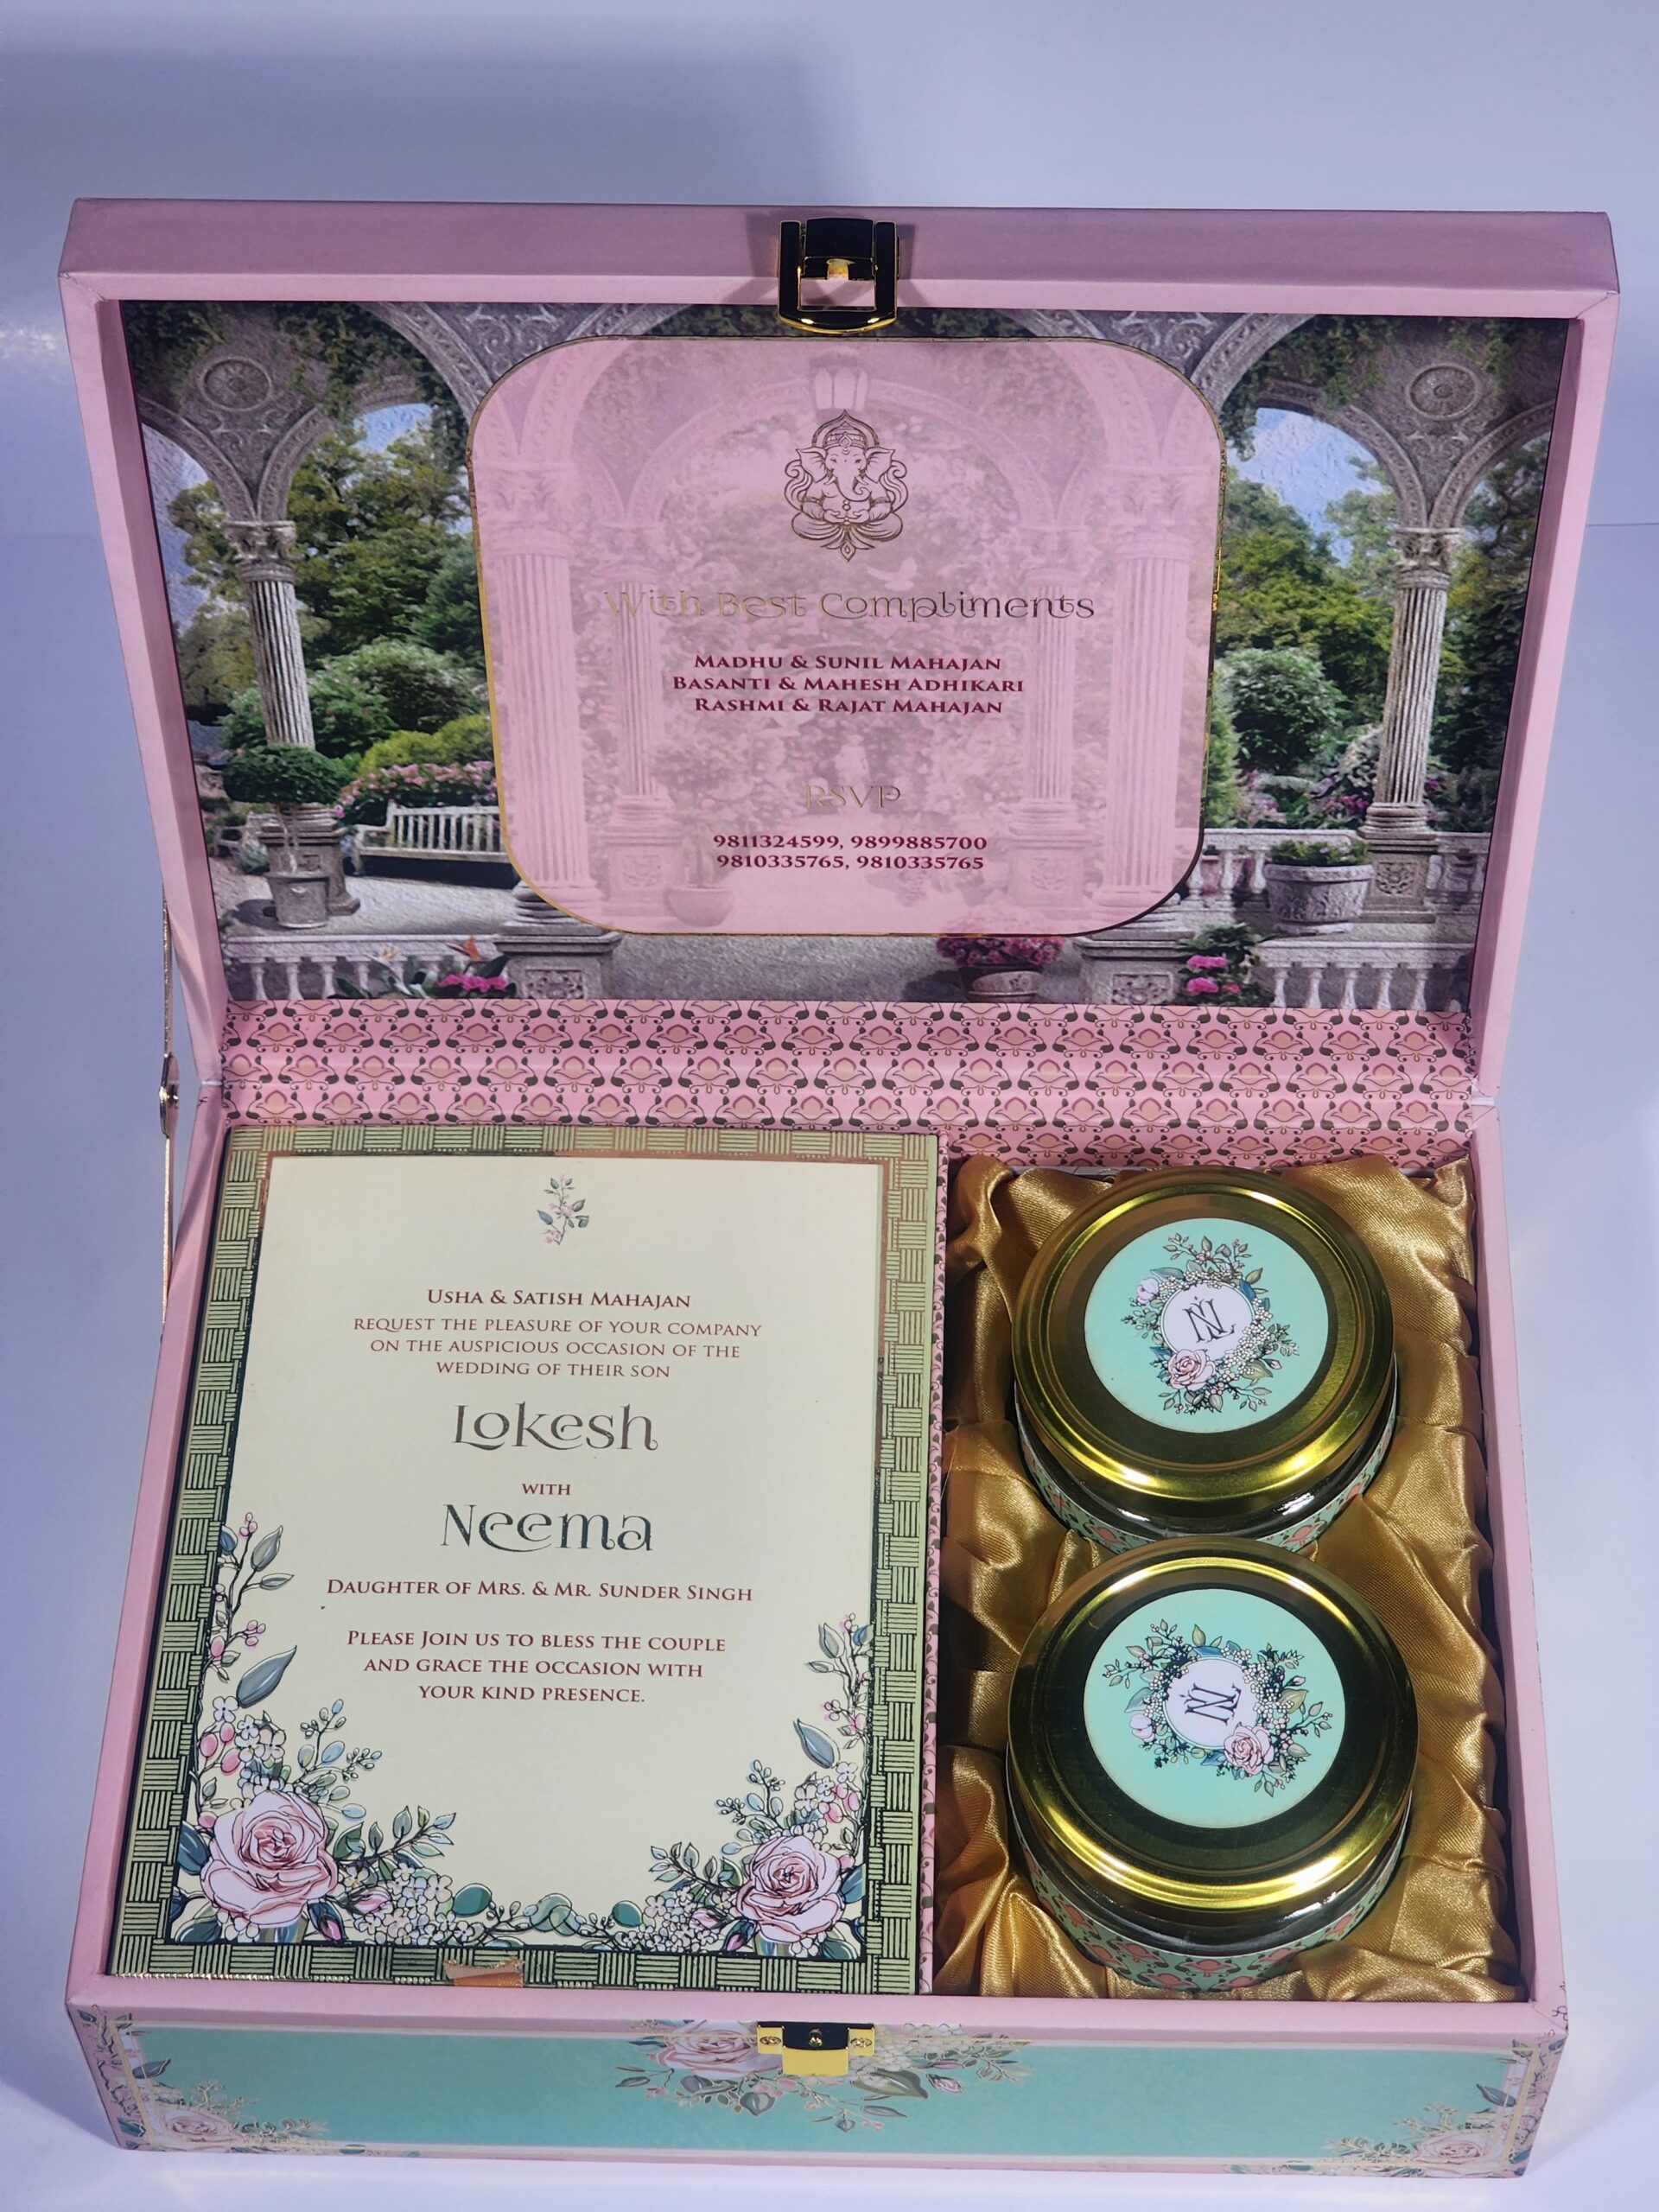 With Best Compliments
MADHU & SUNIL MAHAJAN
BASANTI & MAHESH ADHIKARI
RASHMI & RAJAT MAHAJAN
RSVP
9811324599, 9899885700
9810335765, 9810335765
USHA & SATISH MAHAJAN
REQUEST THE PLEASURE OF YOUR COMPANY
ON THE AUSPICIOUS OCCASION OF THE
WEDDING OF THEIR SON
Lokesh
WITH
Neema
DAUGHTER OF MRS. & MR. SUNDER SINGH
PLEASE JOIN US TO BLESS THE COUPLE
AND GRACE THE OCCASION WITH
YOUR KIND PRESENCE.
NL
NL